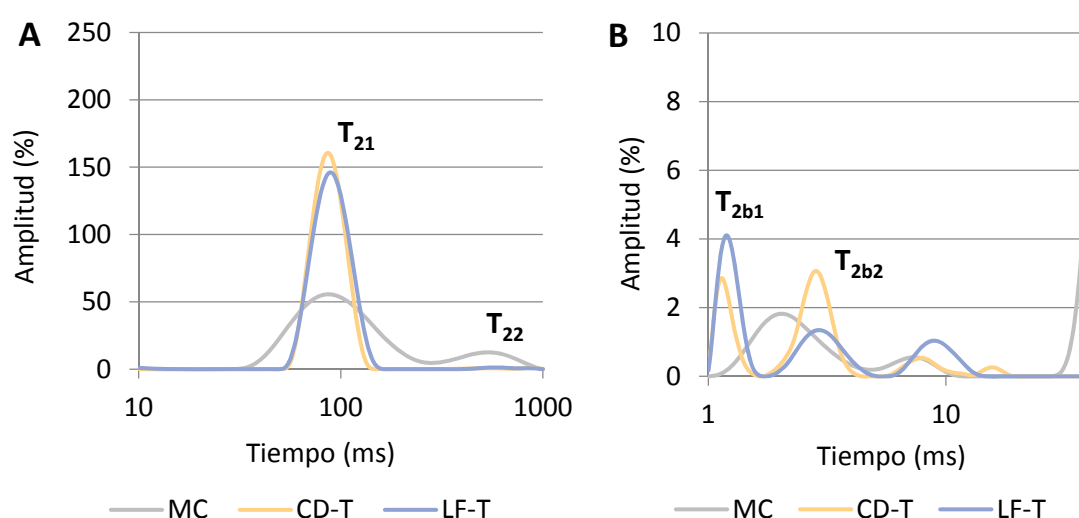 A
250
200
150
100
50
0
Amplitud (%)
T21
T22
10
100
1000
Tiempo (ms)
MC
CD-T
LF-T
B
10
8
6
4
2
0
Amplitud (%)
T2b1
T2b2
1
10
Tiempo (ms)
MC
CD-T
LF-T